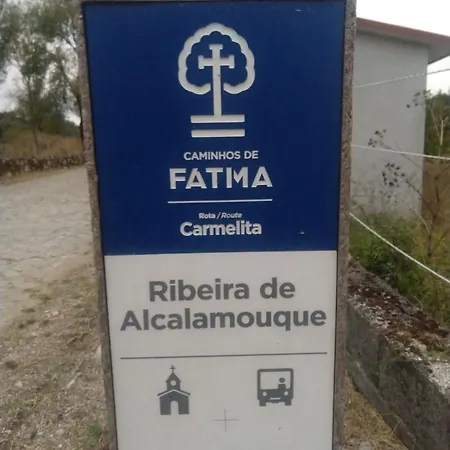 CAMINHOS DE
FATIMA
Rota / Route
Carmelita
Ribeira de
Alcalamouque